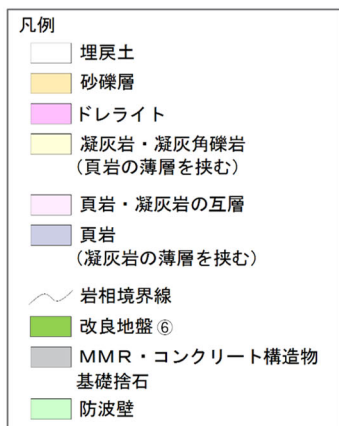 凡例
埋戻土
砂礫層
ドレライト
凝灰岩・凝灰角礫岩
(頁岩の薄層を挟む)
頁岩・凝灰岩の互層
頁岩
(凝灰岩の薄層を挟む)
岩相境界線
改良地盤⑥
MMR・コンクリート構造物
基礎捨石
防波壁